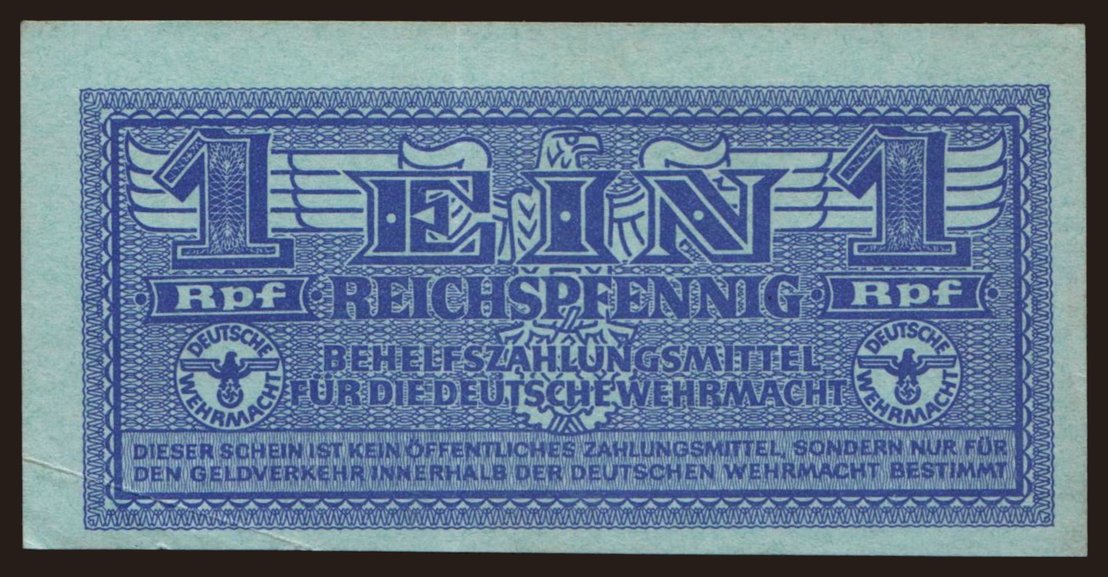 1 EIN 1
Rpf REICHSPFENNIG Rpf
DEUTSCHE WEHRMACHT
BEHELFSZAHLUNGSMITTEL
FÜR DIE DEUTSCHE WEHRMACHT
DEUTSCHE WEHRMACHT
DIESER SCHEIN IST KEIN ÖFFENTLICHES ZAHLUNGSMITTEL, SONDERN NUR FÜR
DEN GELDVERKEHR INNERHALB DER DEUTSCHEN WEHRMACHT BESTIMMT